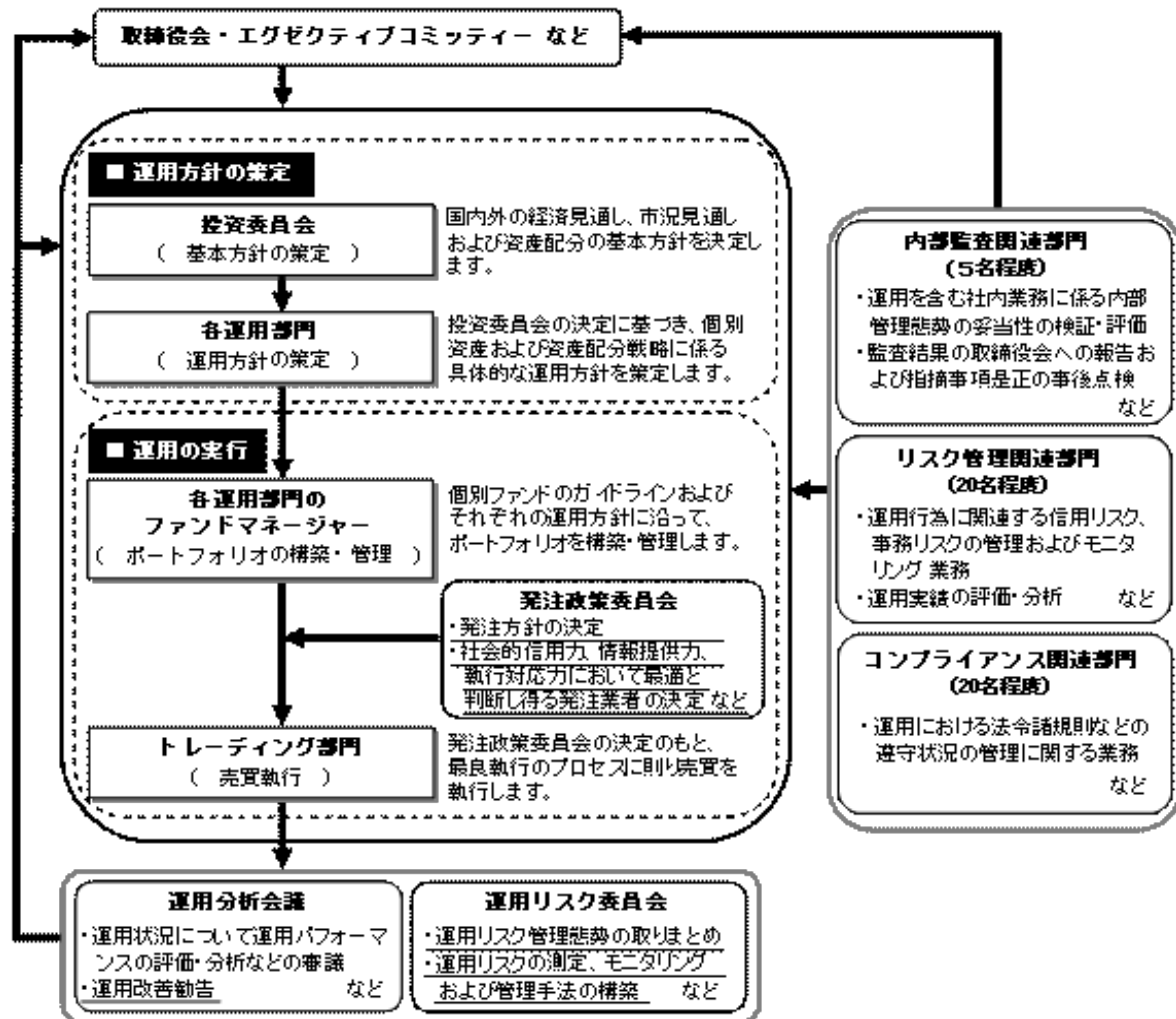 取締役会・エグゼクティブコミッティー など
■ 運用方針の策定
投資委員会
( 基本方針の策定 )
国内外の経済見通し、市況見通し
および資産配分の基本方針を決定し
ます。
各運用部門
( 運用方針の策定 )
投資委員会の決定に基づき、個別
資産および資産配分戦略に係る
具体的な運用方針を策定します。
■ 運用の実行
各運用部門の
ファンドマネージャー
( ポートフォリオの構築・管理 )
個別ファンドのガイドラインおよび
それぞれの運用方針に沿って、
ポートフォリオを構築・管理します。
発注政策委員会
・発注方針の決定
・社会的信用力、情報提供力、
執行対応力において最適と
判断し得る発注業者の決定 など
トレーディング部門
( 売買執行 )
発注政策委員会の決定のもと、
最良執行のプロセスに則り売買を
執行します。
運用分析会議
・運用状況について運用パフォーマ
ンスの評価・分析などの審議
・運用改善勧告 など
運用リスク委員会
・運用リスク管理態勢の取りまとめ
・運用リスクの測定、モニタリング
および管理手法の構築 など
内部監査関連部門
(5名程度)
・運用を含む社内業務に係る内部
管理態勢の妥当性の検証・評価
・監査結果の取締役会への報告お
よび指摘事項是正の事後点検
など
リスク管理関連部門
(20名程度)
・運用行為に関連する信用リスク、
事務リスクの管理およびモニタ
リング 業務
・運用実績の評価・分析 など
コンプライアンス関連部門
(20名程度)
・運用における法令諸規則などの
遵守状況の管理に関する業務
など